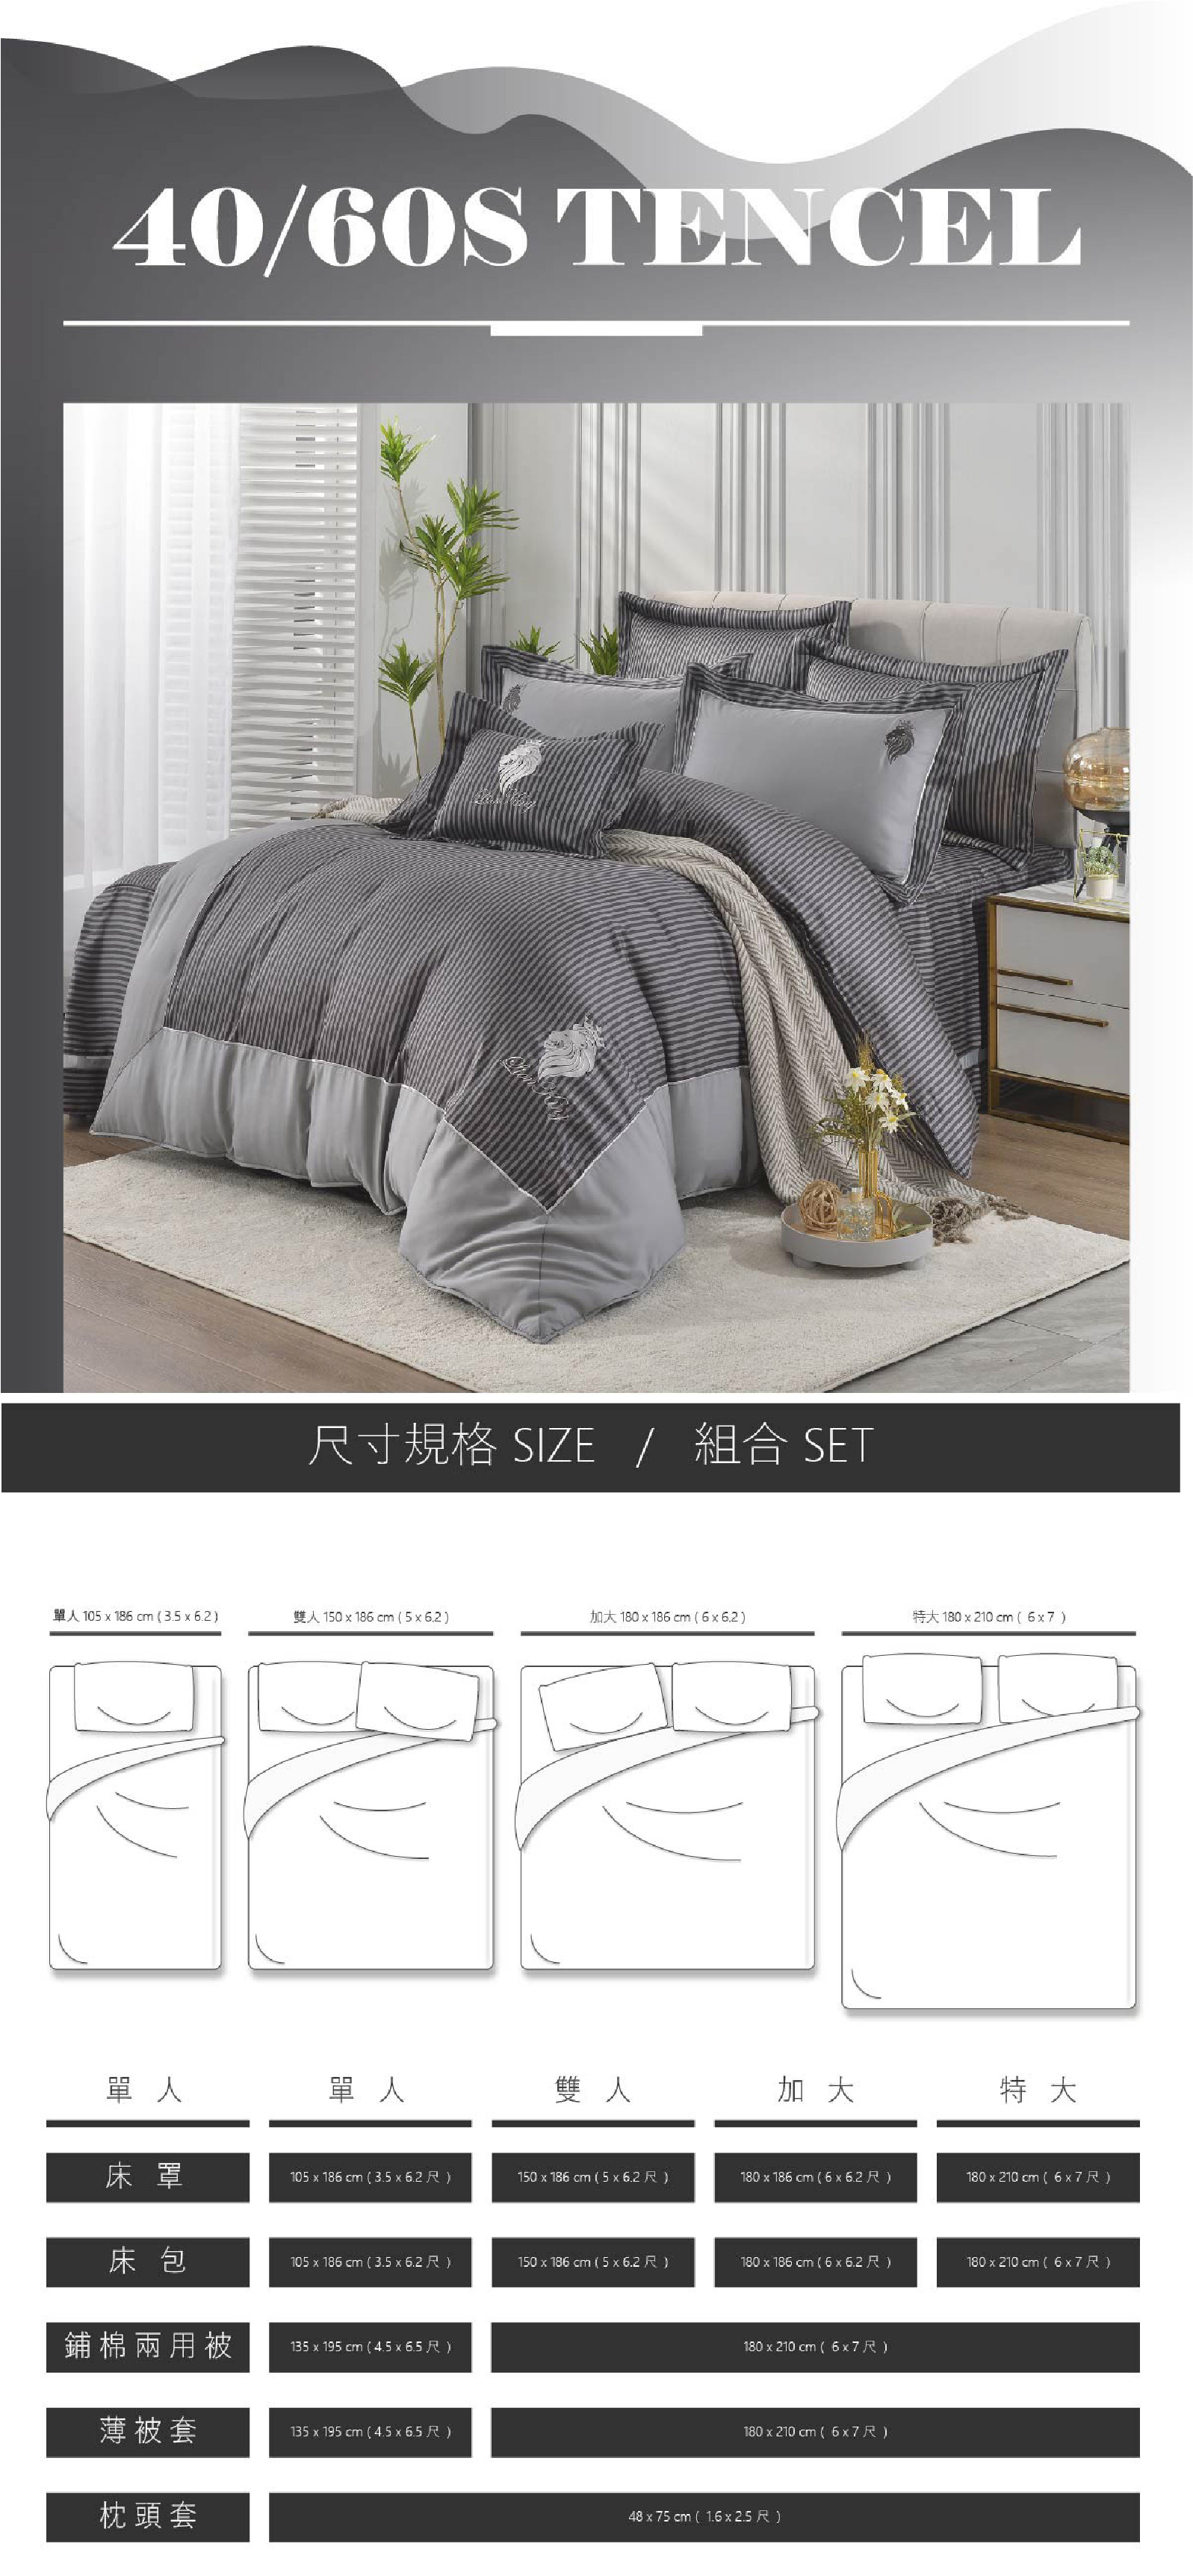 40/60S TENCEL
尺寸規格 SIZE / 組合 SET
單人 105 x 186 cm ( 3.5 x 6.2 )
雙人 150 x 186 cm ( 5 x 6.2 )
加大 180 x 186 cm ( 6 x 6.2 )
特大 180 x 210 cm ( 6 x 7 )
單人 單人 雙人 加大 特大
床罩 105 x 186 cm ( 3.5 x 6.2 尺 ) 150 x 186 cm ( 5 x 6.2 尺 ) 180 x 186 cm ( 6 x 6.2 尺 ) 180 x 210 cm ( 6 x 7 尺 )
床包 105 x 186 cm ( 3.5 x 6.2 尺 ) 150 x 186 cm ( 5 x 6.2 尺 ) 180 x 186 cm ( 6 x 6.2 尺 ) 180 x 210 cm ( 6 x 7 尺 )
鋪棉兩用被 135 x 195 cm ( 4.5 x 6.5 尺 ) 180 x 210 cm ( 6 x 7 尺 )
薄被套 135 x 195 cm ( 4.5 x 6.5 尺 ) 180 x 210 cm ( 6 x 7 尺 )
枕頭套 48 x 75 cm ( 1.6 x 2.5 尺 )